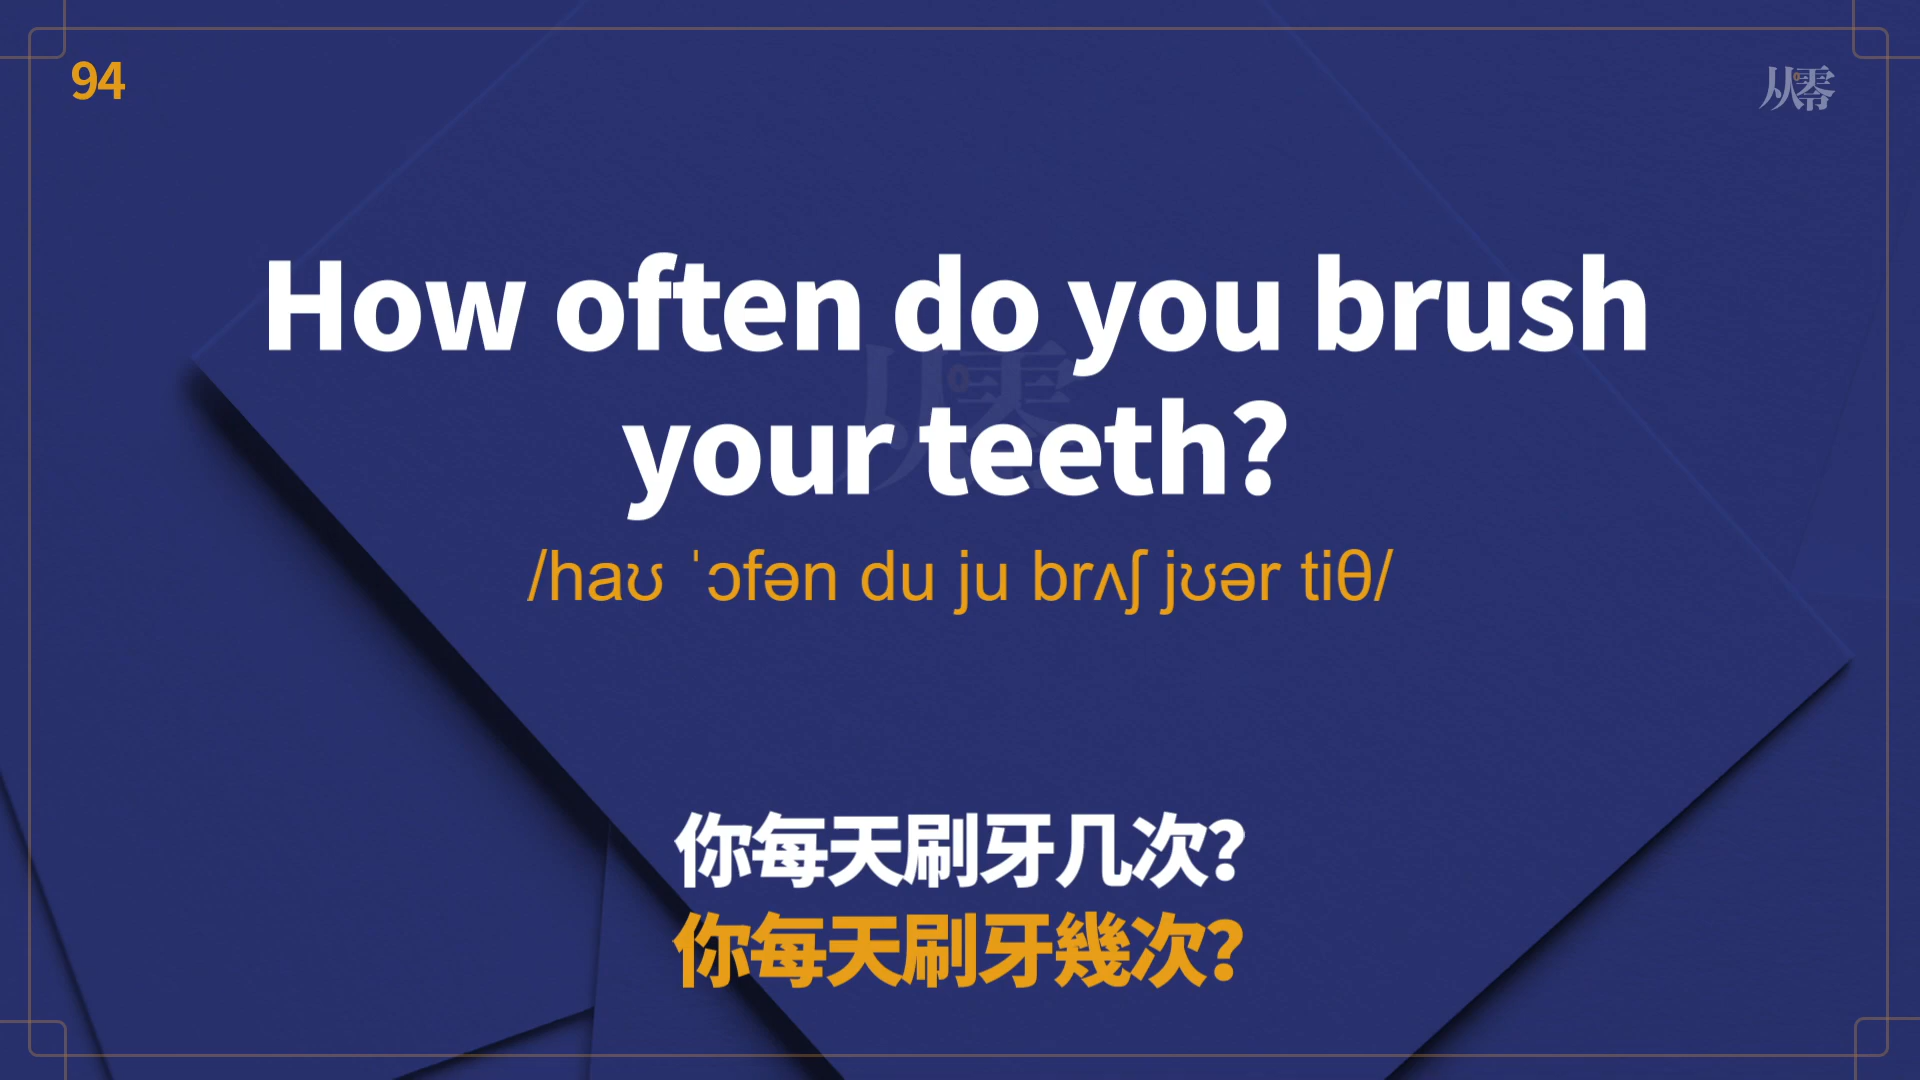 94
从零
How often do you brush
your teeth?
/haʊ ˈɔfən du ju brʌʃ jʊər tiθ/
你每天刷牙几次？
你每天刷牙幾次？